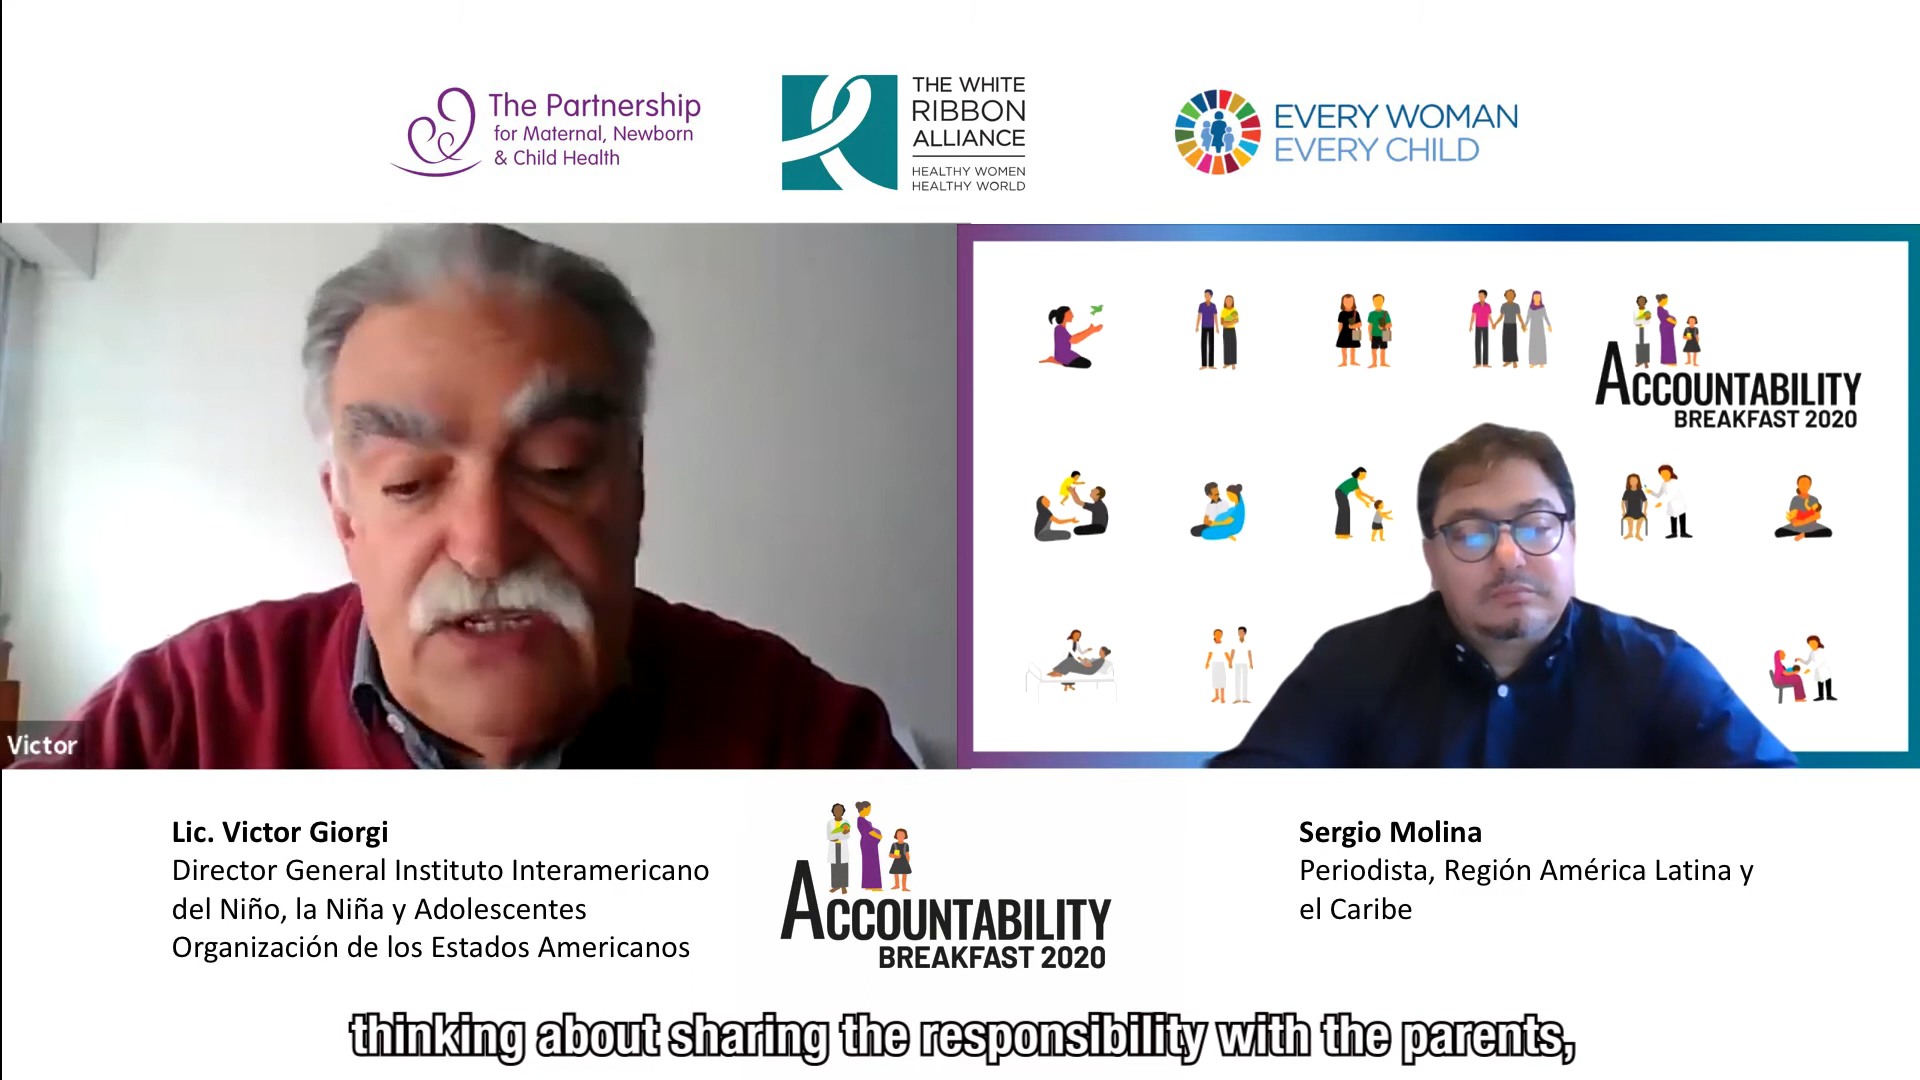 The Partnership
for Maternal, Newborn
& Child Health
THE WHITE
RIBBON
ALLIANCE
HEALTHY WOMEN
HEALTHY WORLD
EVERY WOMAN
EVERY CHILD
ACCOUNTABILITY
BREAKFAST 2020
Victor
Lic. Victor Giorgi
Director General Instituto Interamericano
del Niño, la Niña y Adolescentes
Organización de los Estados Americanos
ACCOUNTABILITY
BREAKFAST 2020
Sergio Molina
Periodista, Región América Latina y
el Caribe
thinking about sharing the responsibility with the parents,